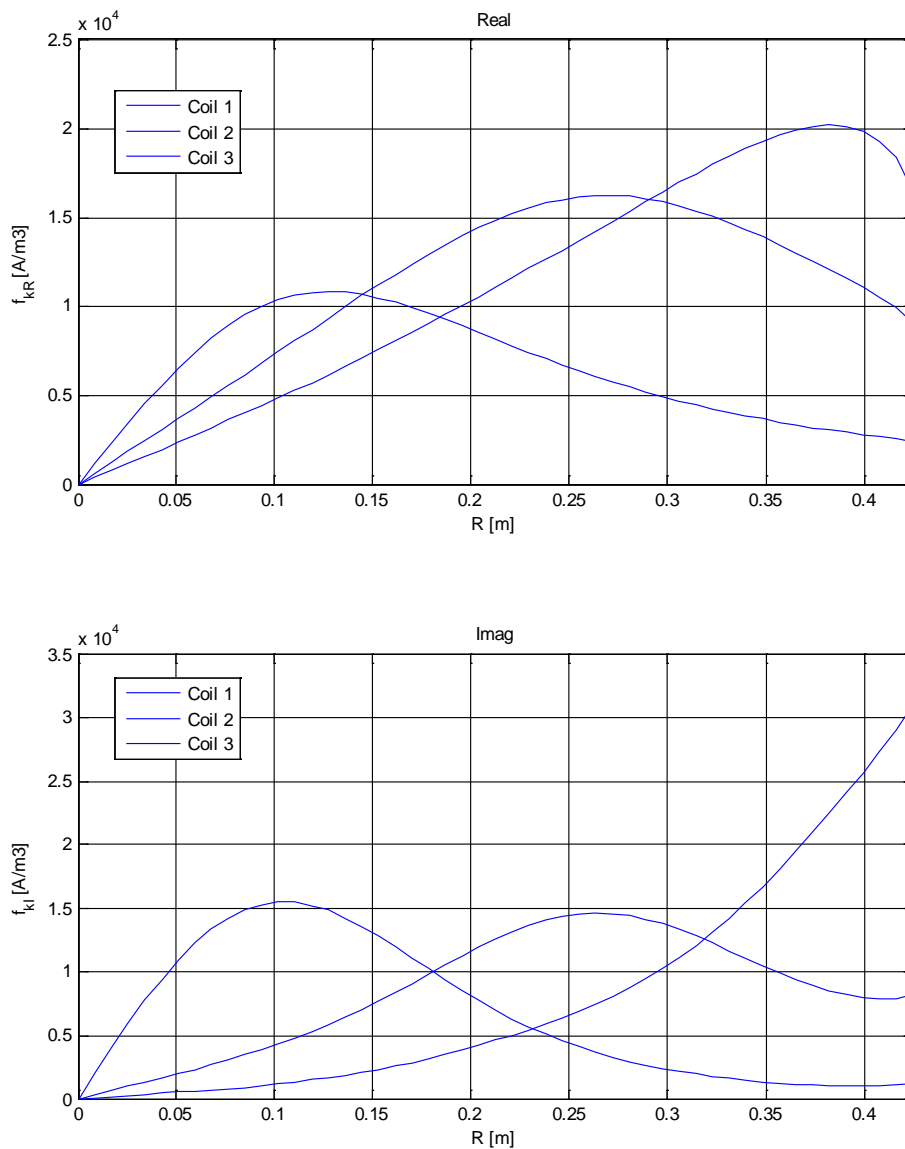 x 10^4
Real
2.5
2
1.5
1
0.5
0
f_kR [A/m3]
Coil 1
Coil 2
Coil 3
0 0.05 0.1 0.15 0.2 0.25 0.3 0.35 0.4
R [m]
x 10^4
Imag
3.5
3
2.5
2
1.5
1
0.5
0
f_kI [A/m3]
Coil 1
Coil 2
Coil 3
0 0.05 0.1 0.15 0.2 0.25 0.3 0.35 0.4
R [m]